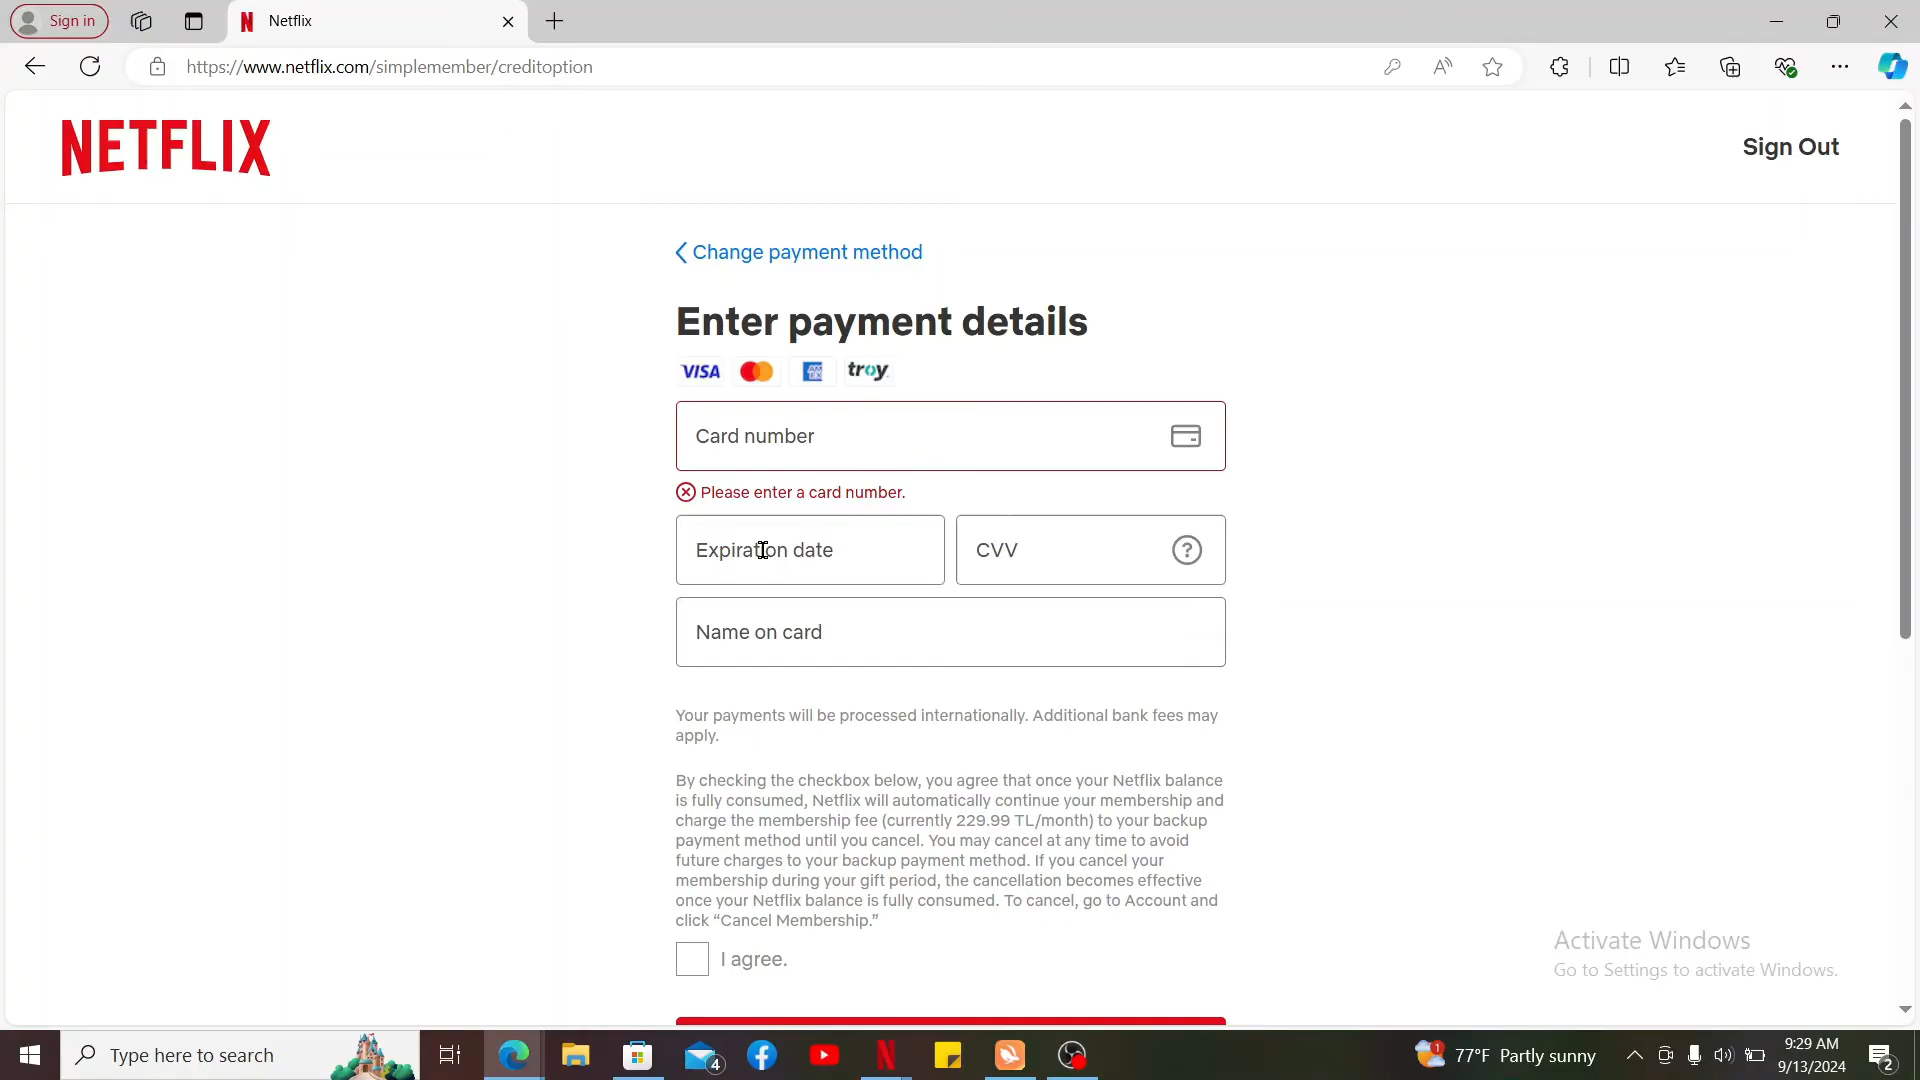 Sign in
Netflix
https://www.netflix.com/simplemember/creditoption
NETFLIX
Sign Out
Change payment method
Enter payment details
VISA
AM EX
troy
Card number
Please enter a card number.
Expiration date
CVV
?
Name on card
Your payments will be processed internationally. Additional bank fees may
apply.
By checking the checkbox below, you agree that once your Netflix balance
is fully consumed, Netflix will automatically continue your membership and
charge the membership fee (currently 229.99 TL/month) to your backup
payment method until you cancel. You may cancel at any time to avoid
future charges to your backup payment method. If you cancel your
membership during your gift period, the cancellation becomes effective
once your Netflix balance is fully consumed. To cancel, go to Account and
click “Cancel Membership.”
I agree.
Activate Windows
Go to Settings to activate Windows.
Type here to search
4
1
77°F Partly sunny
9:29 AM
9/13/2024
2